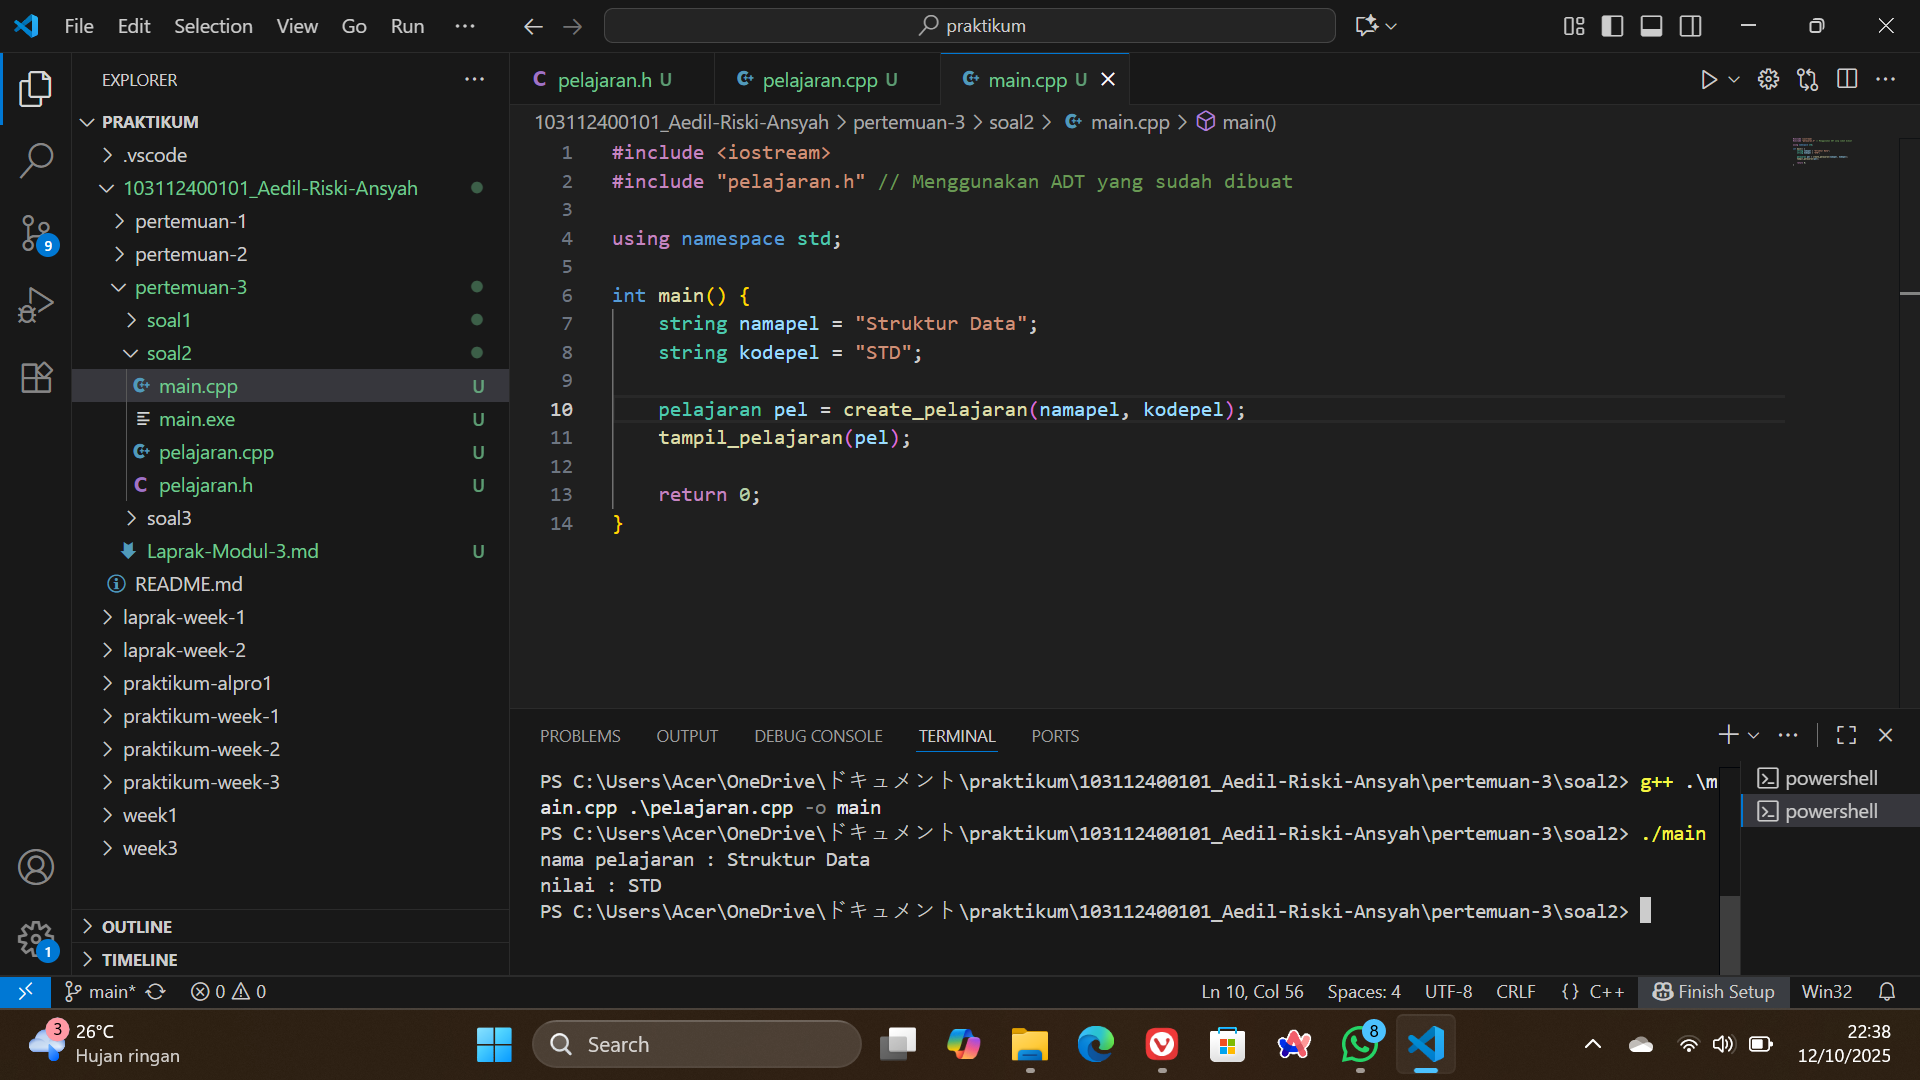 File Edit Selection View Go Run ···
praktikum
EXPLORER
PRAKTIKUM
.vscode
103112400101_Aedil-Riski-Ansyah
pertemuan-1
pertemuan-2
pertemuan-3
soal1
soal2
main.cpp U
main.exe U
pelajaran.cpp U
pelajaran.h U
soal3
Laprak-Modul-3.md U
README.md
laprak-week-1
laprak-week-2
praktikum-alpro1
praktikum-week-1
praktikum-week-2
praktikum-week-3
week1
week3
OUTLINE
TIMELINE
9
1
pelajaran.h U pelajaran.cpp U main.cpp U
103112400101_Aedil-Riski-Ansyah > pertemuan-3 > soal2 > main.cpp > main()
1 #include <iostream>
2 #include "pelajaran.h" // Menggunakan ADT yang sudah dibuat
3
4 using namespace std;
5
6 int main() {
7 string namapel = "Struktur Data";
8 string kodepel = "STD";
9
10 pelajaran pel = create_pelajaran(namapel, kodepel);
11 tampil_pelajaran(pel);
12
13 return 0;
14 }
PROBLEMS OUTPUT DEBUG CONSOLE TERMINAL PORTS
PS C:\Users\Acer\OneDrive\ドキュメント\praktikum\103112400101_Aedil-Riski-Ansyah\pertemuan-3\soal2> g++ .\m
ain.cpp .\pelajaran.cpp -o main
PS C:\Users\Acer\OneDrive\ドキュメント\praktikum\103112400101_Aedil-Riski-Ansyah\pertemuan-3\soal2> ./main
nama pelajaran : Struktur Data
nilai : STD
PS C:\Users\Acer\OneDrive\ドキュメント\praktikum\103112400101_Aedil-Riski-Ansyah\pertemuan-3\soal2>
powershell
powershell
main* 0 0
Ln 10, Col 56 Spaces: 4 UTF-8 CRLF {} C++ Finish Setup Win32
3
26°C
Hujan ringan
Search
8
22:38
12/10/2025